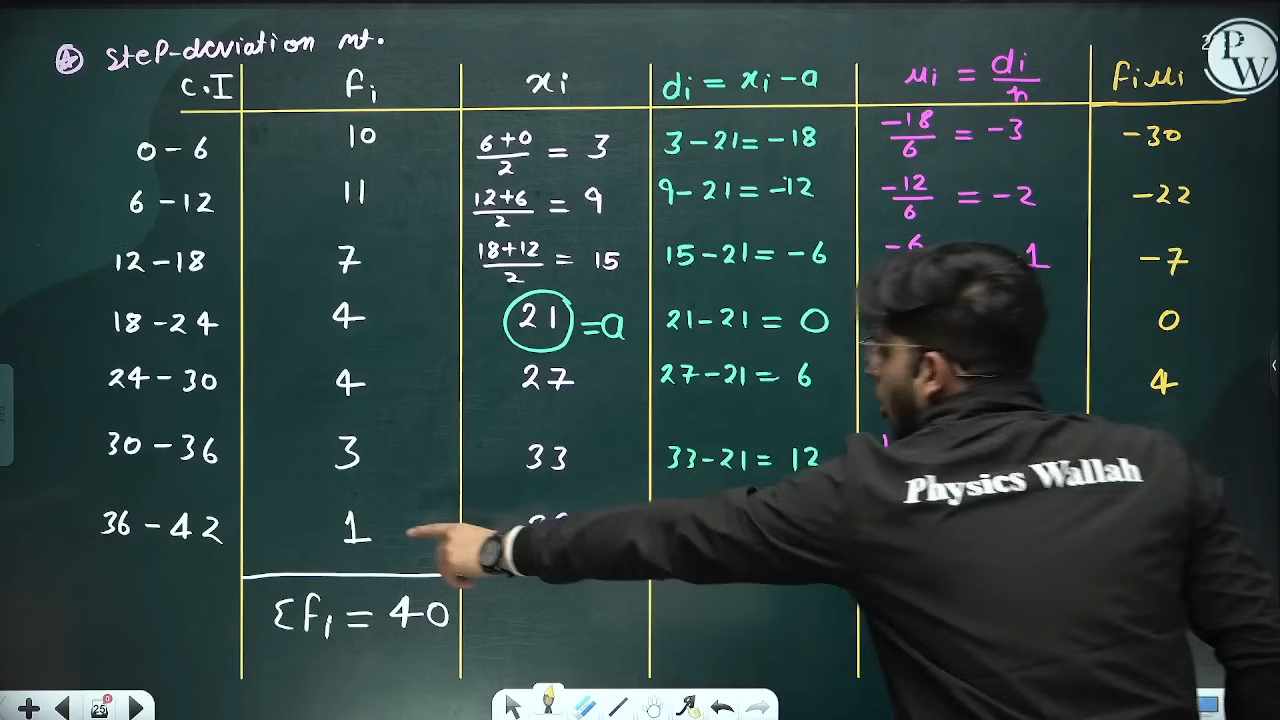 Step-deviation mt.
C.I fi xi di = xi - a ui = di/h fiui
0-6 10 6+0/2 = 3 3-21=-18 -18/6 = -3 -30
6-12 11 12+6/2 = 9 9-21=-12 -12/6 = -2 -22
12-18 7 18+12/2 = 15 15-21=-6 -6 1 -7
18-24 4 21 =a 21-21=0 0
24-30 4 27 27-21=6 4
30-36 3 33 33-21=12
36-42 1
Σfi = 40
PW
Physics Wallah
25